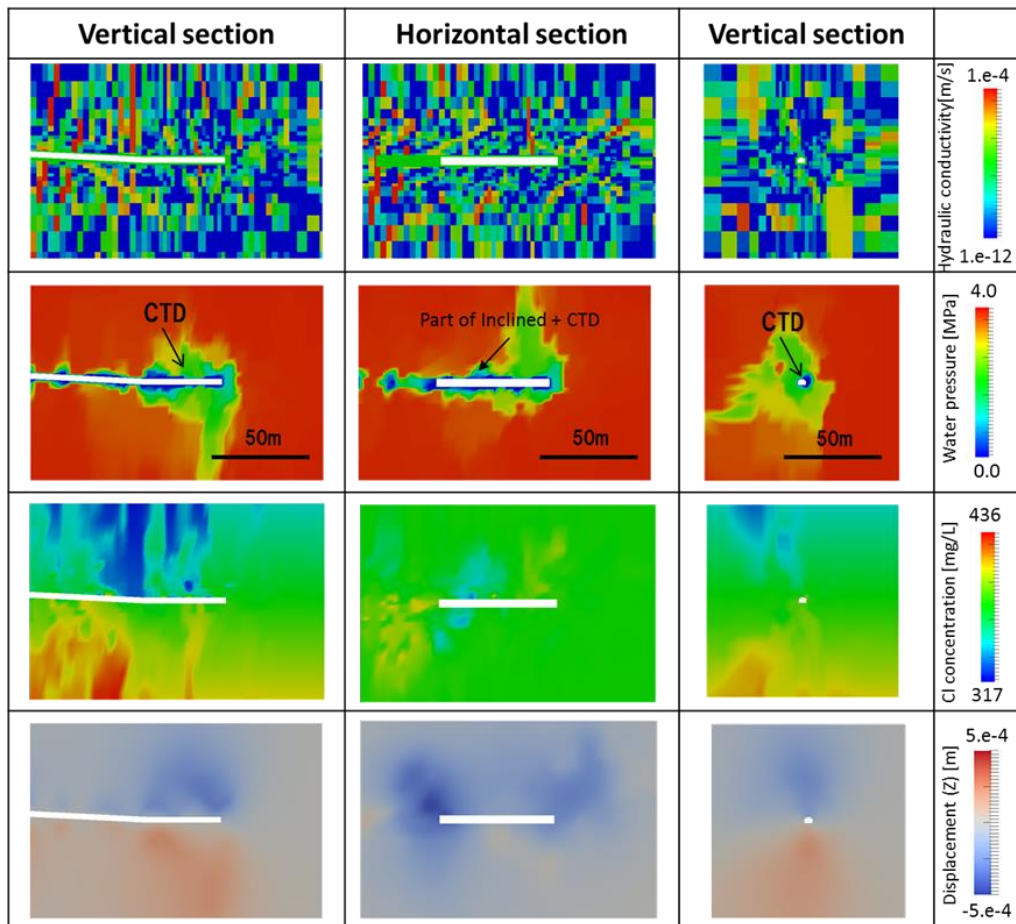 Vertical section
Horizontal section
Vertical section
Hydraulic conductivity[m/s]
1.e-4
1.e-12
CTD
50m
Part of Inclined + CTD
50m
CTD
50m
Water pressure [MPa]
4.0
0.0
Cl concentration [mg/L]
436
317
Displacement (Z) [m]
5.e-4
-5.e-4